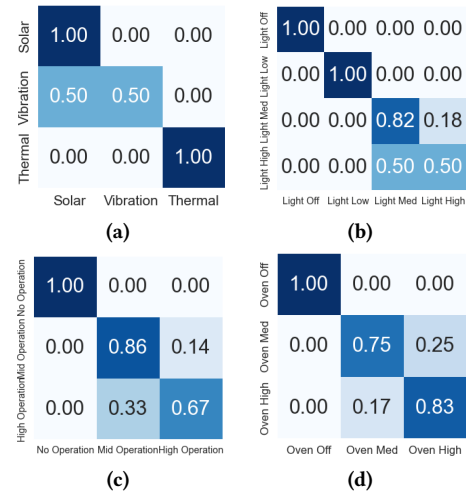 Solar 1.00 0.00 0.00
Vibration 0.50 0.50 0.00
Thermal 0.00 0.00 1.00
Solar Vibration Thermal
(a)
Light Off 1.00 0.00 0.00 0.00
Light Low 0.00 1.00 0.00 0.00
Light Med 0.00 0.00 0.82 0.18
Light High 0.00 0.00 0.50 0.50
Light Off Light Low Light Med Light High
(b)
No Operation 1.00 0.00 0.00
Mid Operation 0.00 0.86 0.14
High Operation 0.00 0.33 0.67
No Operation Mid Operation High Operation
(c)
Oven Off 1.00 0.00 0.00
Oven Med 0.00 0.75 0.25
Oven High 0.00 0.17 0.83
Oven Off Oven Med Oven High
(d)